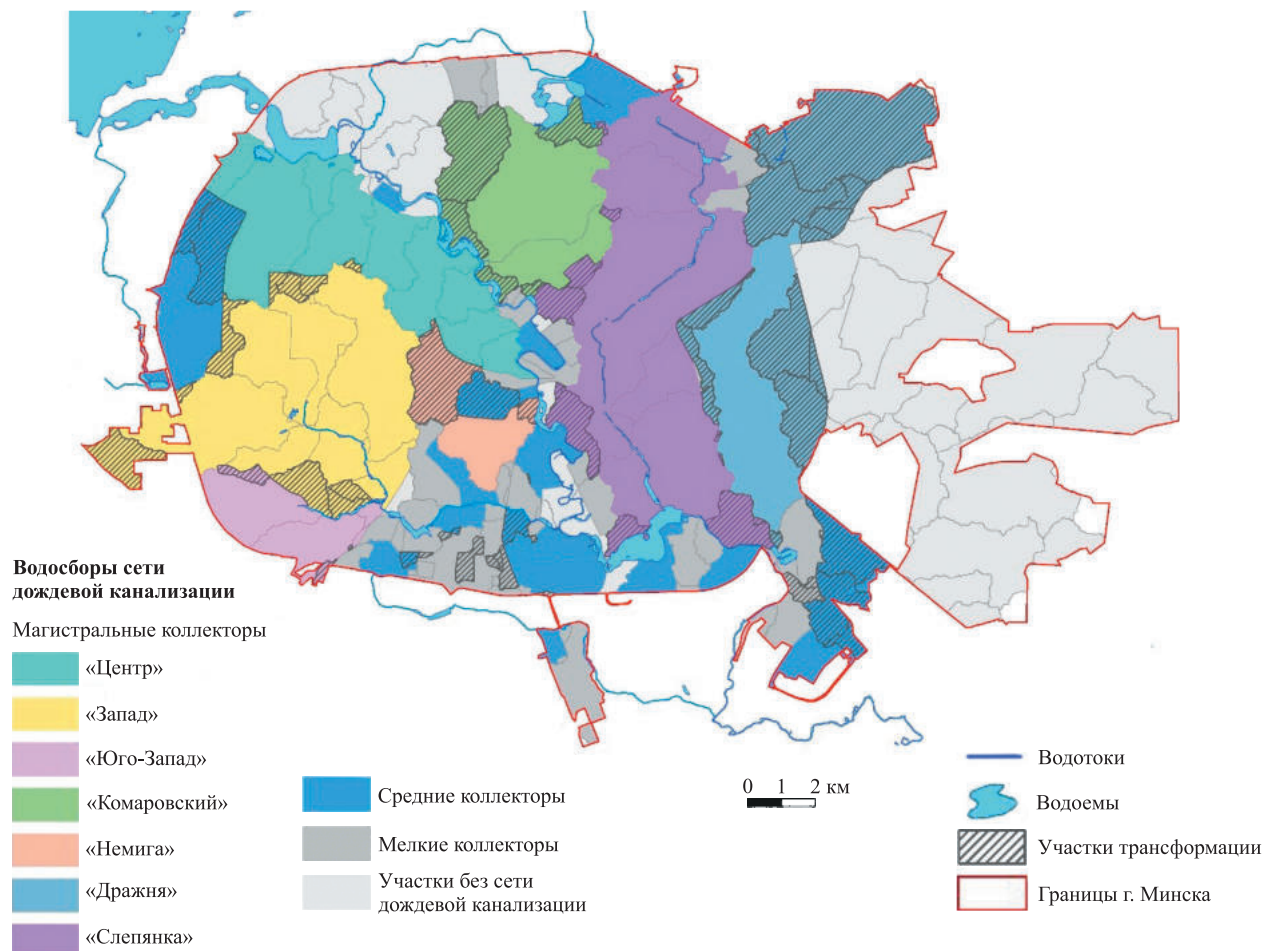 Водосборы сети
дождевой канализации
Магистральные коллекторы
«Центр»
«Запад»
«Юго-Запад»
«Комаровский»
«Немига»
«Дражня»
«Слепянка»
Средние коллекторы
Мелкие коллекторы
Участки без сети
дождевой канализации
0 1 2 км
Водотоки
Водоемы
Участки трансформации
Границы г. Минска